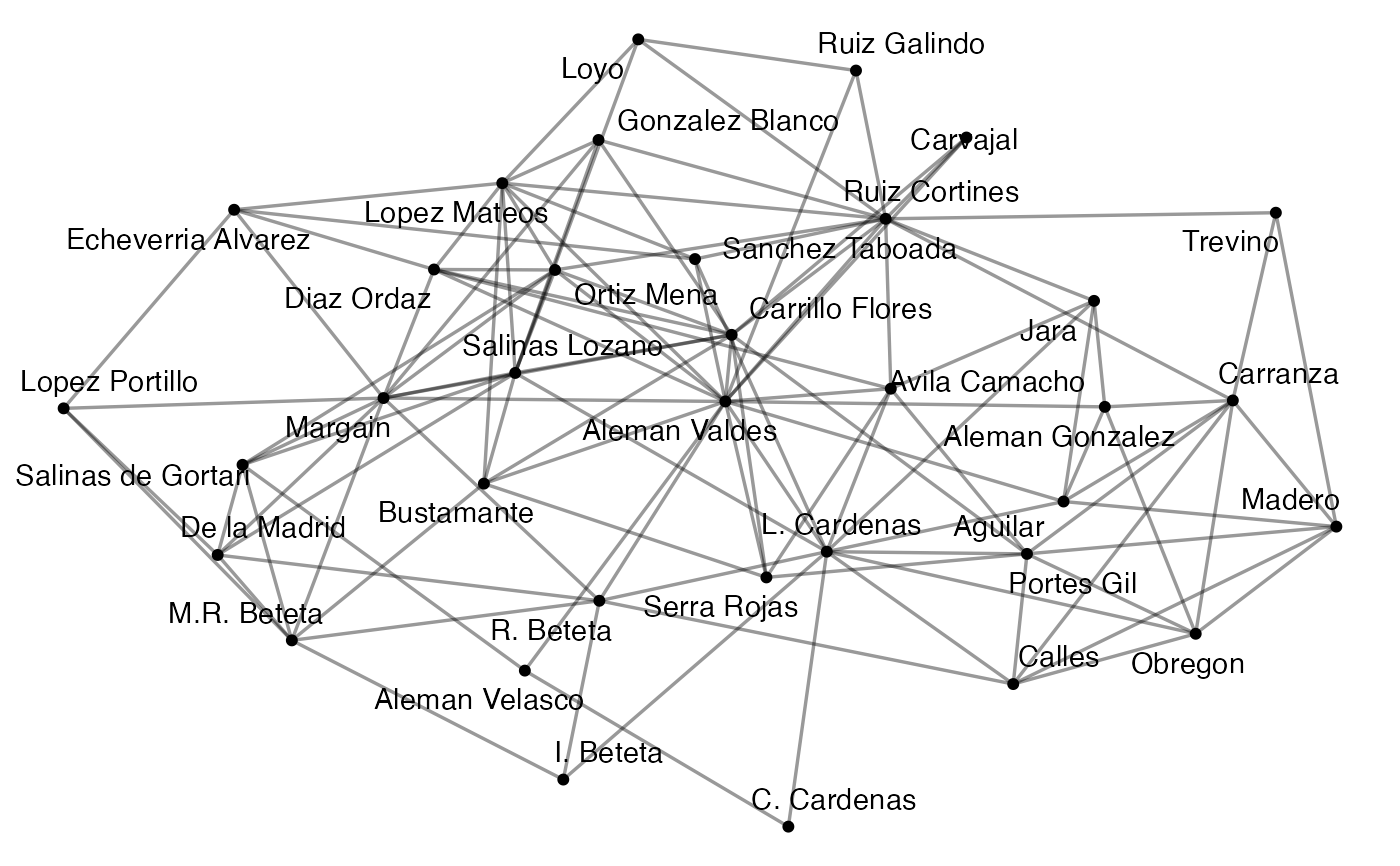 Ruiz Galindo
Loyo
Gonzalez Blanco
Carvajal
Ruiz Cortines
Lopez Mateos
Echeverria Alvarez
Trevino
Sanchez Taboada
Diaz Ordaz
Ortiz Mena
Carrillo Flores
Jara
Salinas Lozano
Lopez Portillo
Avila Camacho
Carranza
Margain
Aleman Valdes
Aleman Gonzalez
Salinas de Gortari
Madero
Bustamante
De la Madrid
L. Cardenas
Aguilar
Portes Gil
M.R. Beteta
Serra Rojas
R. Beteta
Calles
Obregon
Aleman Velasco
I. Beteta
C. Cardenas